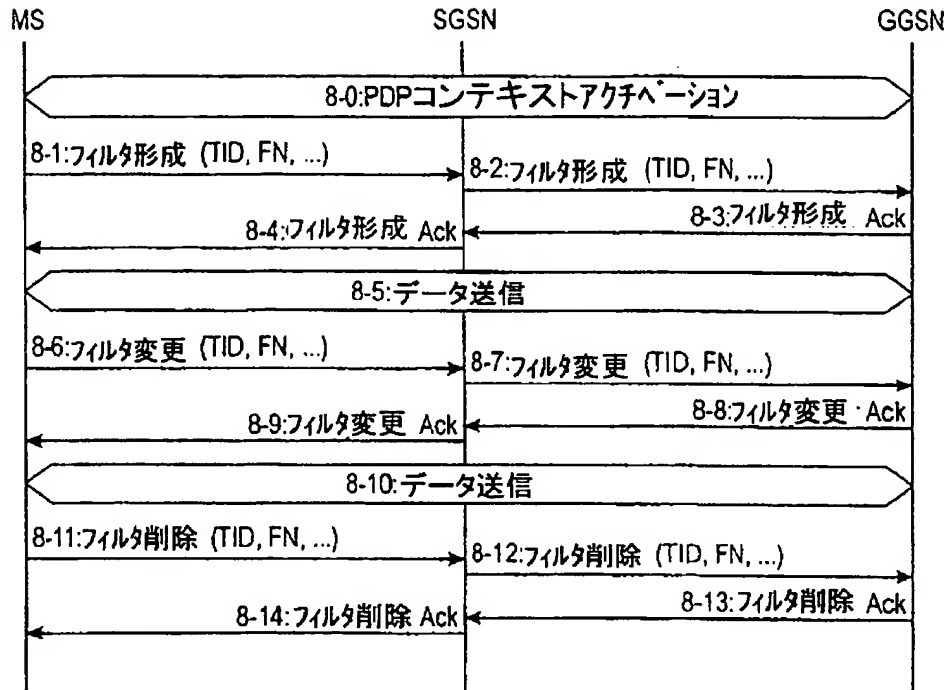 MS SGSN GGSN
8-0:PDPコンテキストアクチベーション
8-1:フィルタ形成 (TID, FN, ...)
8-2:フィルタ形成 (TID, FN, ...)
8-3:フィルタ形成 Ack
8-4:フィルタ形成 Ack
8-5:データ送信
8-6:フィルタ変更 (TID, FN, ...)
8-7:フィルタ変更 (TID, FN, ...)
8-8:フィルタ変更 Ack
8-9:フィルタ変更 Ack
8-10:データ送信
8-11:フィルタ削除 (TID, FN, ...)
8-12:フィルタ削除 (TID, FN, ...)
8-13:フィルタ削除 Ack
8-14:フィルタ削除 Ack